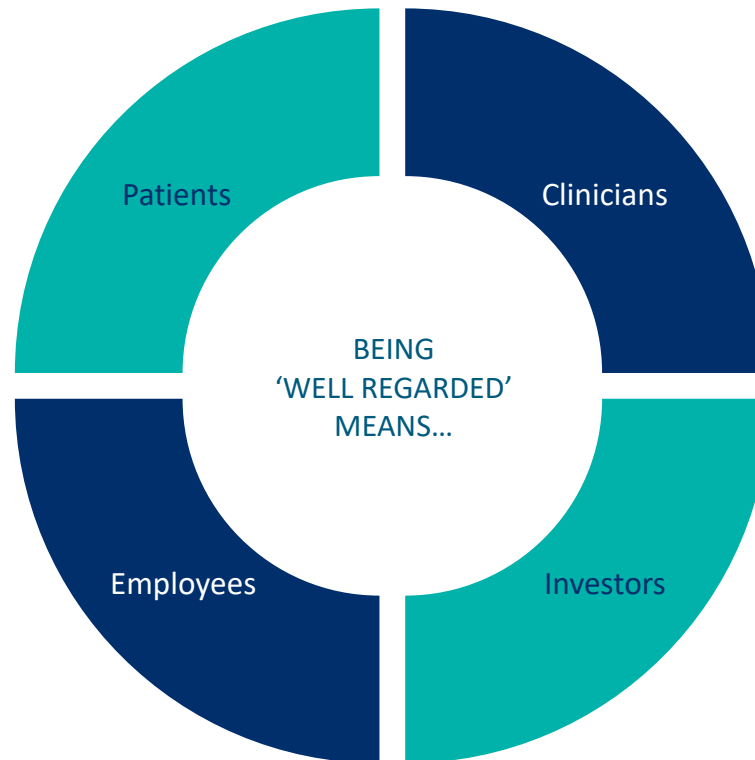 Patients
Clinicians
BEING
‘WELL REGARDED’
MEANS…
Employees
Investors